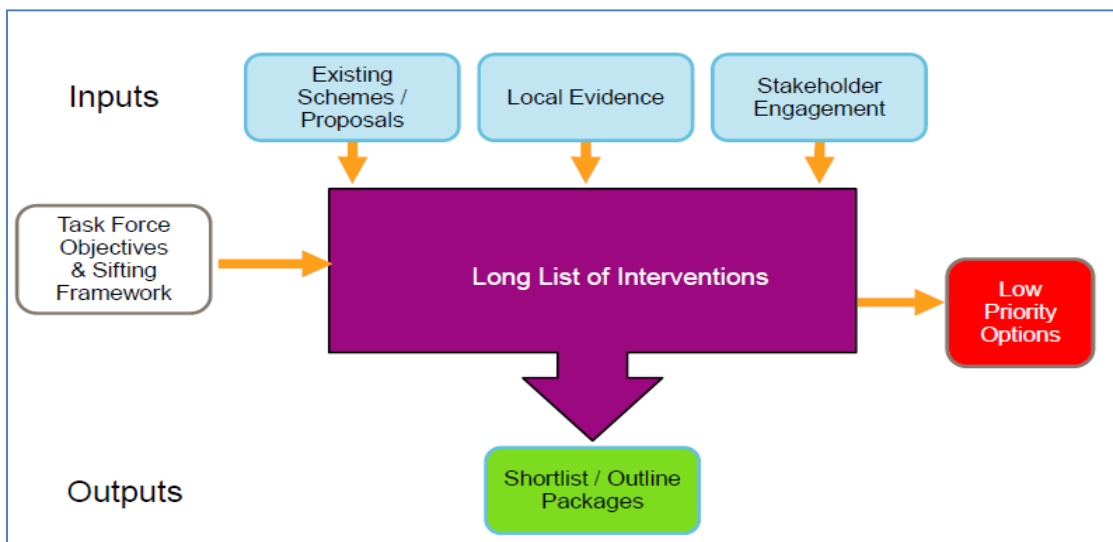 Inputs
Existing
Schemes /
Proposals
Local Evidence
Stakeholder
Engagement
Task Force
Objectives
& Sifting
Framework
Long List of Interventions
Low
Priority
Options
Outputs
Shortlist / Outline
Packages